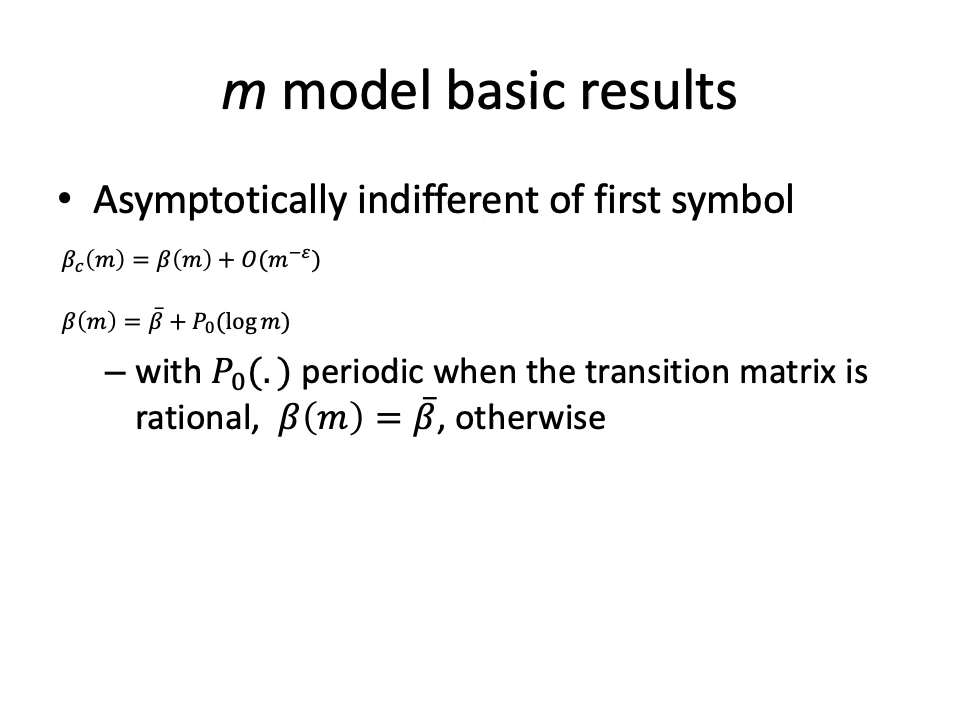 m model basic results
• Asymptotically indifferent of first symbol
𝛽𝑐(𝑚) = 𝛽(𝑚) + 𝑂(𝑚^{−𝜀})
𝛽(𝑚) = 𝛽̄ + 𝑃₀(log 𝑚)
– with 𝑃₀(.) periodic when the transition matrix is
rational, 𝛽(𝑚) = 𝛽̄, otherwise